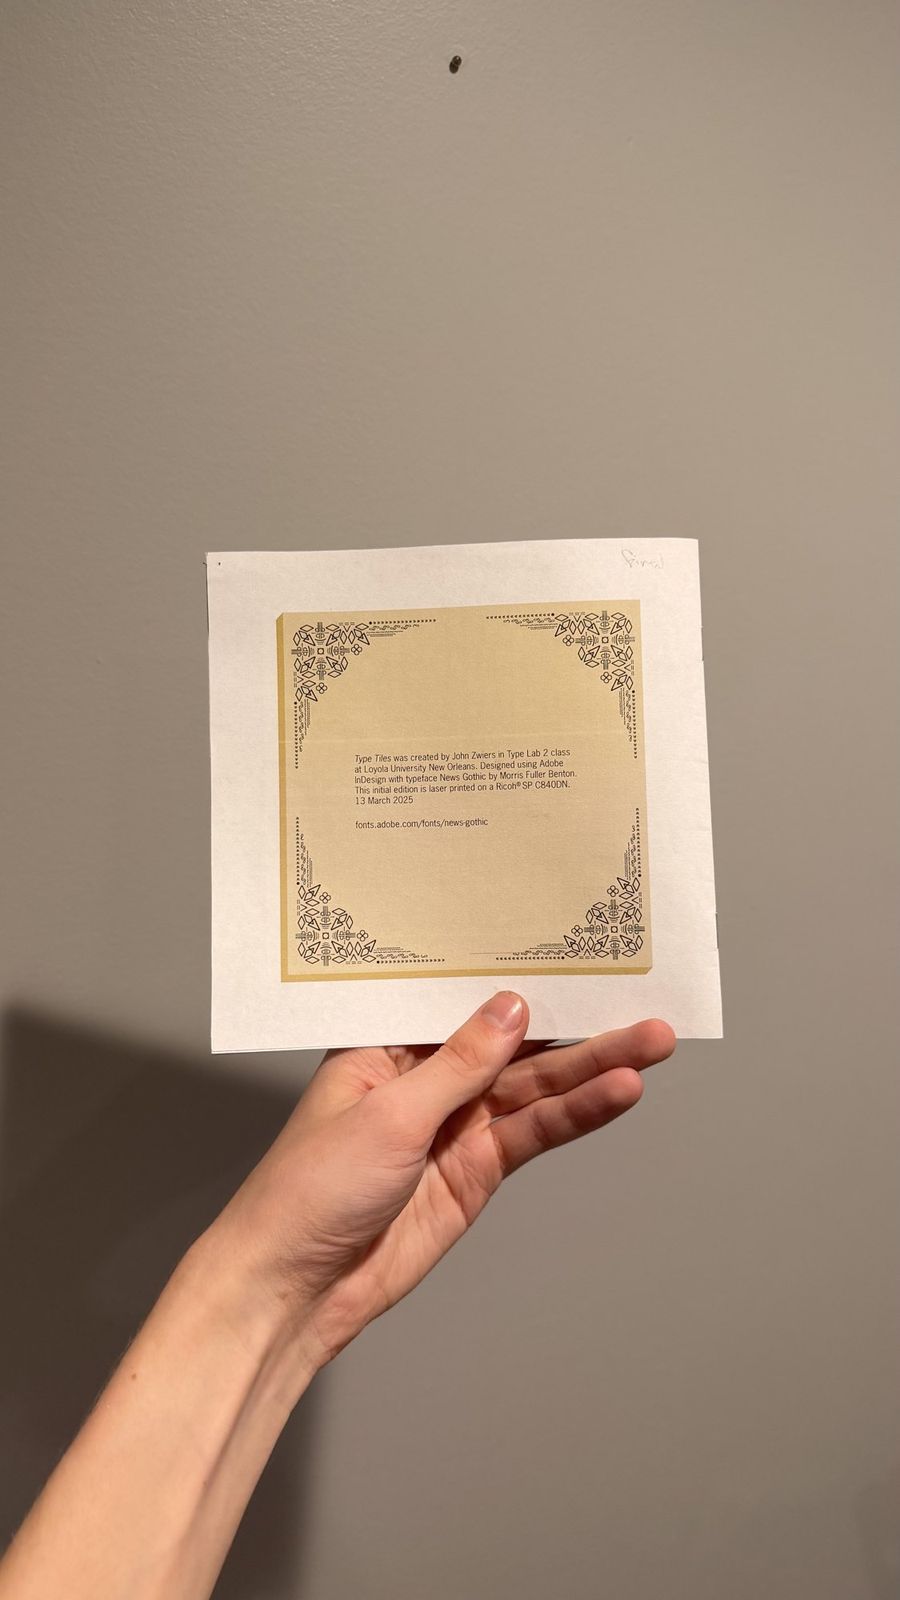 Type Tiles was created by John Zwiers in Type Lab 2 class
at Loyola University New Orleans. Designed using Adobe
InDesign with typeface News Gothic by Morris Fuller Benton.
This initial edition is laser printed on a Ricoh® SP C840DN.
13 March 2025
fonts.adobe.com/fonts/news-gothic